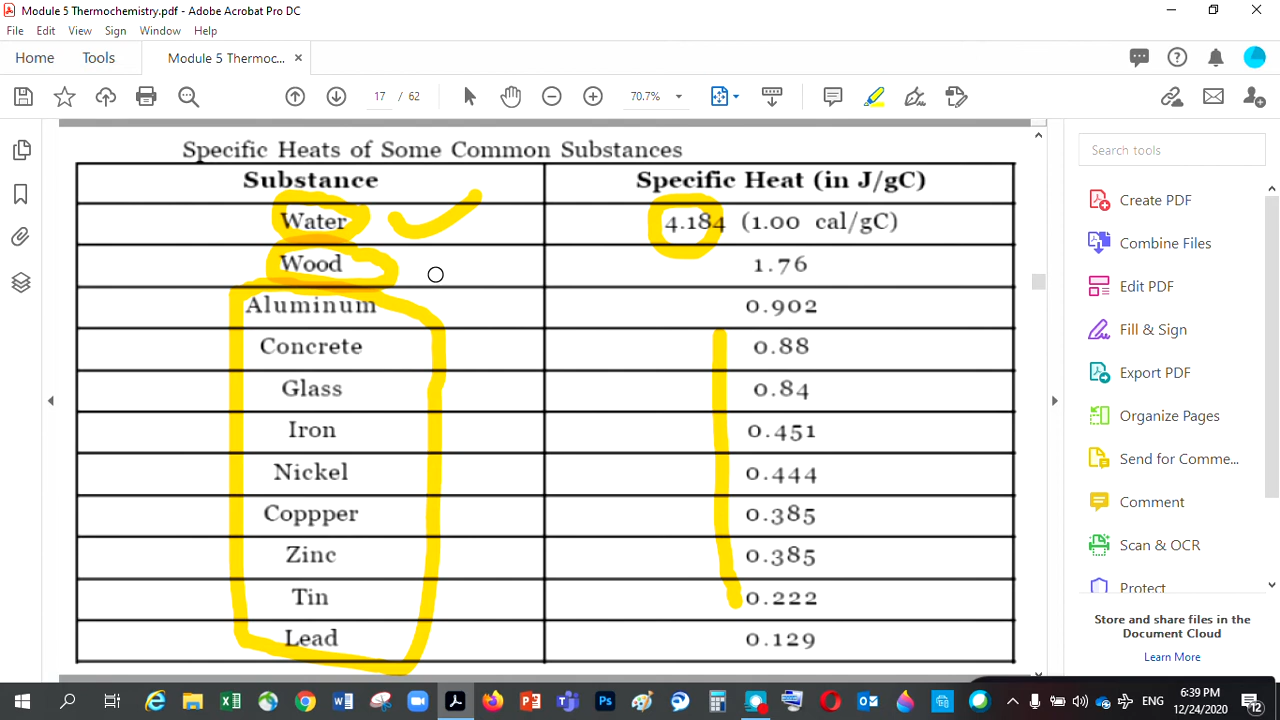 Module 5 Thermochemistry.pdf - Adobe Acrobat Pro DC
File Edit View Sign Window Help
Home Tools Module 5 Thermoc... ×
17 / 62 70.7%
Specific Heats of Some Common Substances
Substance Specific Heat (in J/gC)
Water 4.184 (1.00 cal/gC)
Wood 1.76
Aluminum 0.902
Concrete 0.88
Glass 0.84
Iron 0.451
Nickel 0.444
Coppper 0.385
Zinc 0.385
Tin 0.222
Lead 0.129
Search tools
Create PDF
Combine Files
Edit PDF
Fill & Sign
Export PDF
Organize Pages
Send for Comme...
Comment
Scan & OCR
Protect
Store and share files in the
Document Cloud
Learn More
ENG
6:39 PM
12/24/2020
12